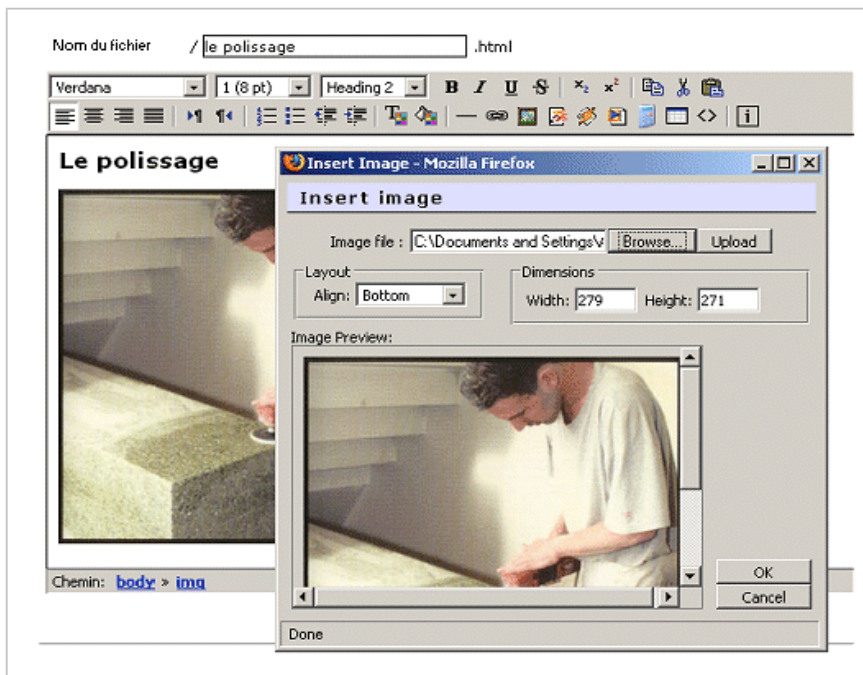 Nom du fichier / le polissage .html
Verdana 1 (8 pt) Heading 2 B I U S x₂ x²
Le polissage
Insert Image - Mozilla Firefox
Insert image
Image file : C:\Documents and Settings\ Browse... Upload
Layout Dimensions
Align: Bottom Width: 279 Height: 271
Image Preview:
OK
Chemin: body » img
Cancel
Done